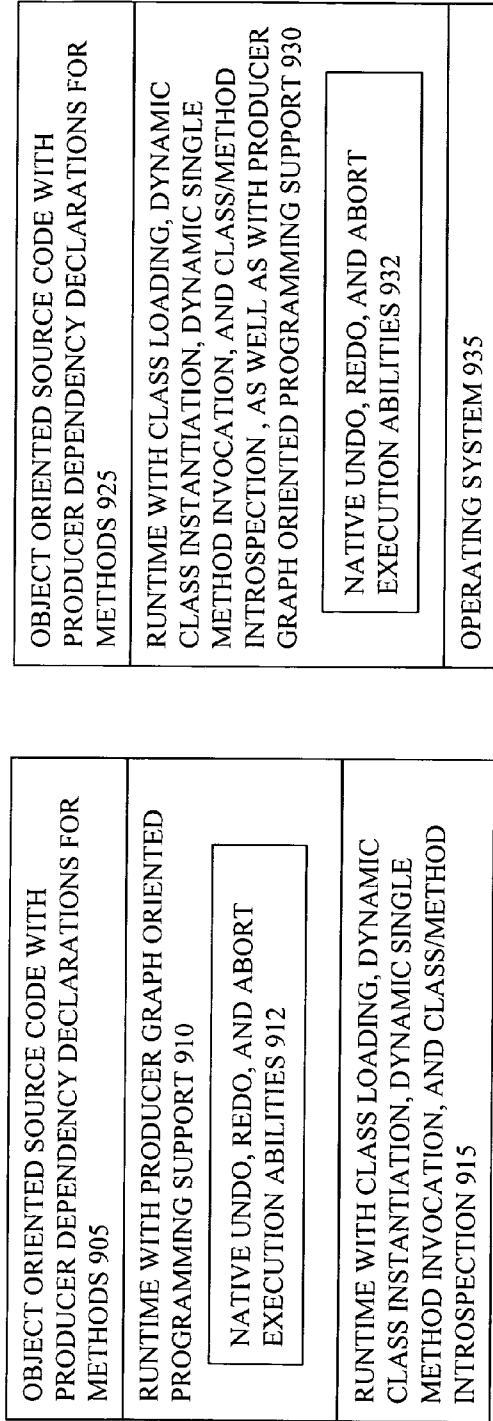 OBJECT ORIENTED SOURCE CODE WITH
PRODUCER DEPENDENCY DECLARATIONS FOR
METHODS 905
RUNTIME WITH PRODUCER GRAPH ORIENTED
PROGRAMMING SUPPORT 910
NATIVE UNDO, REDO, AND ABORT
EXECUTION ABILITIES 912
RUNTIME WITH CLASS LOADING, DYNAMIC
CLASS INSTANTIATION, DYNAMIC SINGLE
METHOD INVOCATION, AND CLASS/METHOD
INTROSPECTION 915
OBJECT ORIENTED SOURCE CODE WITH
PRODUCER DEPENDENCY DECLARATIONS FOR
METHODS 925
RUNTIME WITH CLASS LOADING, DYNAMIC
CLASS INSTANTIATION, DYNAMIC SINGLE
METHOD INVOCATION, AND CLASS/METHOD
INTROSPECTION , AS WELL AS WITH PRODUCER
GRAPH ORIENTED PROGRAMMING SUPPORT 930
NATIVE UNDO, REDO, AND ABORT
EXECUTION ABILITIES 932
OPERATING SYSTEM 935